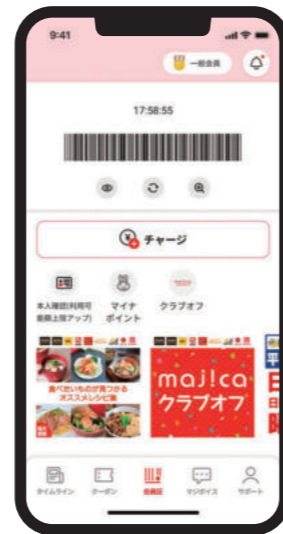 9:41
一般会員
17:58:55
チャージ
本人確認(利用可
能額上限アップ)
マイナ
ポイント
クラブオフ
食べたいものが見つかる
オススメレシピ集
maj!ca
クラブオフ
タイムライン
クーポン
会員証
マジボイス
サポート